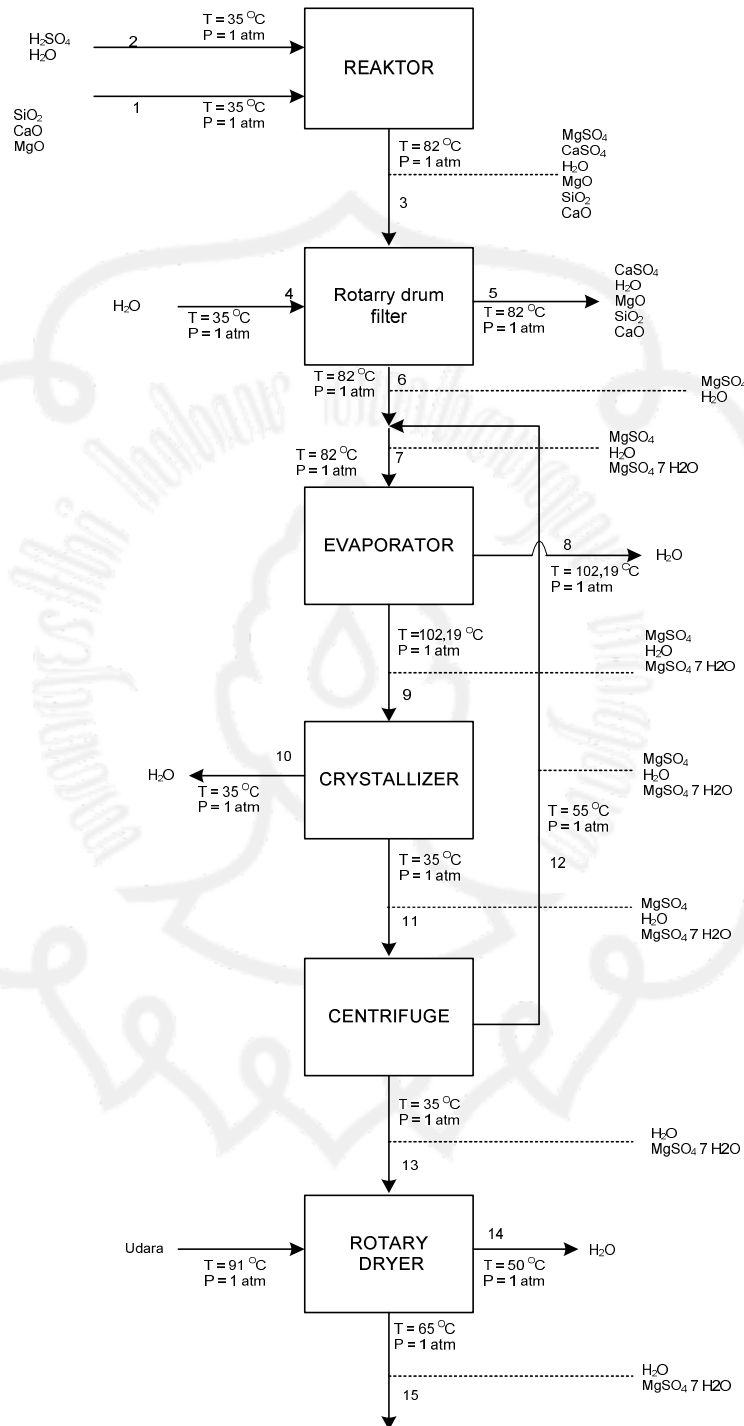 T = 35 °C
P = 1 atm
H₂SO₄
H₂O
2
REAKTOR
1
T = 35 °C
P = 1 atm
SiO₂
CaO
MgO
T = 82 °C
P = 1 atm
MgSO₄
CaSO₄
H₂O
MgO
SiO₂
CaO
3
H₂O
4
T = 35 °C
P = 1 atm
Rotarry drum
filter
5
T = 82 °C
P = 1 atm
CaSO₄
H₂O
MgO
SiO₂
CaO
T = 82 °C
P = 1 atm
6
MgSO₄
H₂O
7
T = 82 °C
P = 1 atm
MgSO₄
H₂O
MgSO₄ 7 H2O
EVAPORATOR
8
H₂O
T = 102,19 °C
P = 1 atm
T =102,19 °C
P = 1 atm
MgSO₄
H₂O
MgSO₄ 7 H2O
9
10
H₂O
T = 35 °C
P = 1 atm
CRYSTALLIZER
MgSO₄
H₂O
MgSO₄ 7 H2O
T = 55 °C
P = 1 atm
12
T = 35 °C
P = 1 atm
11
MgSO₄
H₂O
MgSO₄ 7 H2O
CENTRIFUGE
T = 35 °C
P = 1 atm
H₂O
MgSO₄ 7 H2O
13
Udara
T = 91 °C
P = 1 atm
ROTARY
DRYER
14
H₂O
T = 50 °C
P = 1 atm
T = 65 °C
P = 1 atm
H₂O
MgSO₄ 7 H2O
15